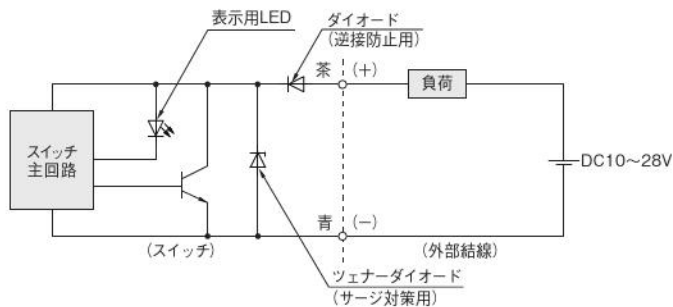 表示用LED
ダイオード
(逆接防止用)
茶 (+)
負荷
スイッチ
主回路
DC10～28V
青 (−)
(スイッチ)
(外部結線)
ツェナーダイオード
(サージ対策用)